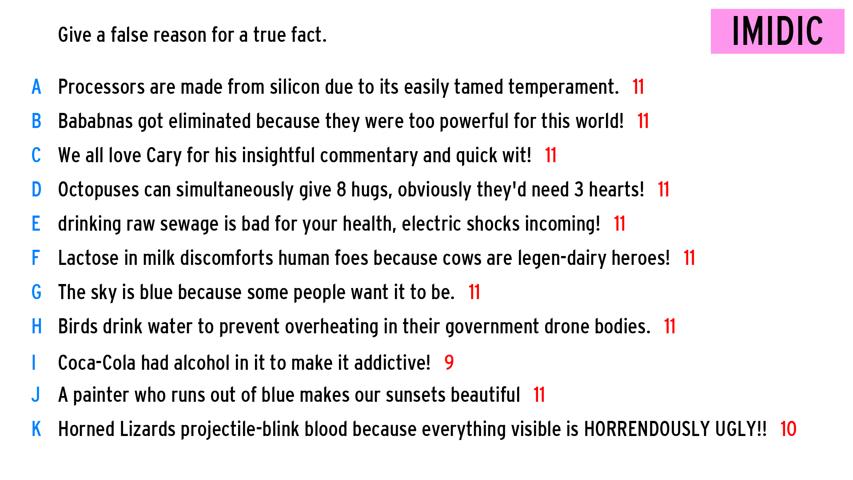 Give a false reason for a true fact.
IMIDIC
A Processors are made from silicon due to its easily tamed temperament. 11
B Bababnas got eliminated because they were too powerful for this world! 11
C We all love Cary for his insightful commentary and quick wit! 11
D Octopuses can simultaneously give 8 hugs, obviously they'd need 3 hearts! 11
E drinking raw sewage is bad for your health, electric shocks incoming! 11
F Lactose in milk discomforts human foes because cows are legen-dairy heroes! 11
G The sky is blue because some people want it to be. 11
H Birds drink water to prevent overheating in their government drone bodies. 11
I Coca-Cola had alcohol in it to make it addictive! 9
J A painter who runs out of blue makes our sunsets beautiful 11
K Horned Lizards projectile-blink blood because everything visible is HORRENDOUSLY UGLY!! 10